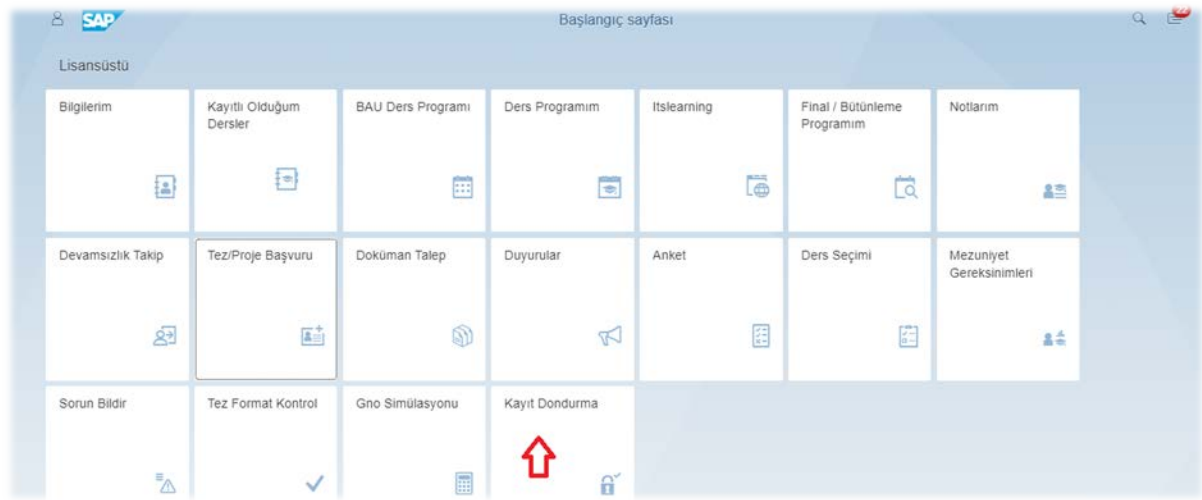 SAP
Başlangıç sayfası
22
Lisansüstü
Bilgilerim
Kayıtlı Olduğum
Dersler
BAU Ders Programı
Ders Programım
Itslearning
Final / Bütünleme
Programım
Notlarım
Devamsızlık Takip
Tez/Proje Başvuru
Doküman Talep
Duyurular
Anket
Ders Seçimi
Mezuniyet
Gereksinimleri
Sorun Bildir
Tez Format Kontrol
Gno Simülasyonu
Kayıt Dondurma